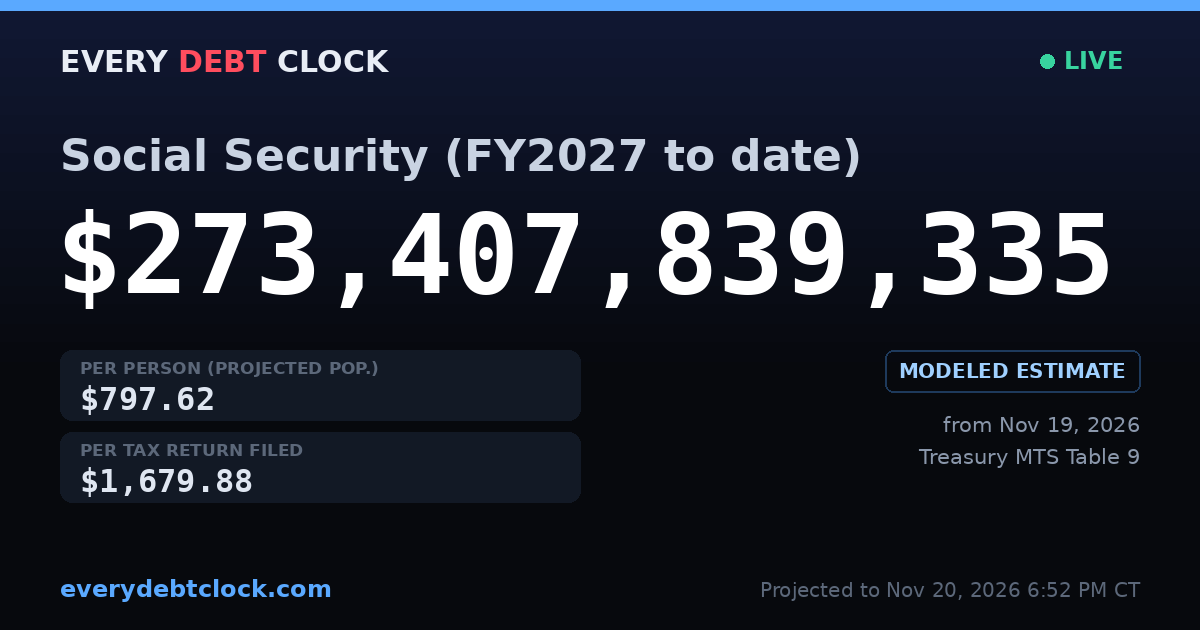 EVERY DEBT CLOCK
LIVE
Social Security (FY2027 to date)
$273,407,839,335
PER PERSON (PROJECTED POP.)
$797.62
PER TAX RETURN FILED
$1,679.88
MODELED ESTIMATE
from Nov 19, 2026
Treasury MTS Table 9
everydebtclock.com
Projected to Nov 20, 2026 6:52 PM CT